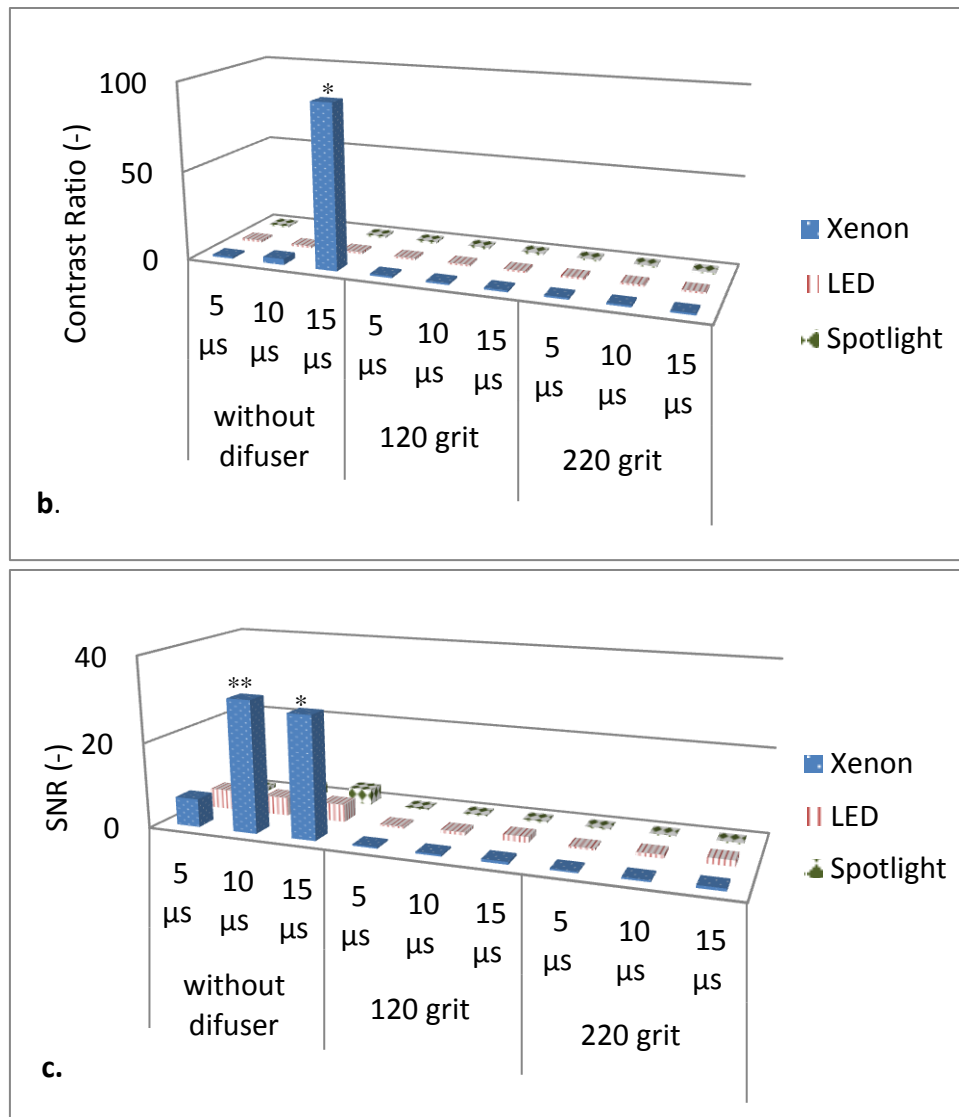 100
50
0
Contrast Ratio (-)
*
Xenon
LED
Spotlight
5 10 15 5 10 15 5 10 15
µs µs µs µs µs µs µs µs µs
without
difuser
120 grit
220 grit
b.
40
20
0
SNR (-)
**
*
Xenon
LED
Spotlight
5 10 15 5 10 15 5 10 15
µs µs µs µs µs µs µs µs µs
without
difuser
120 grit
220 grit
c.